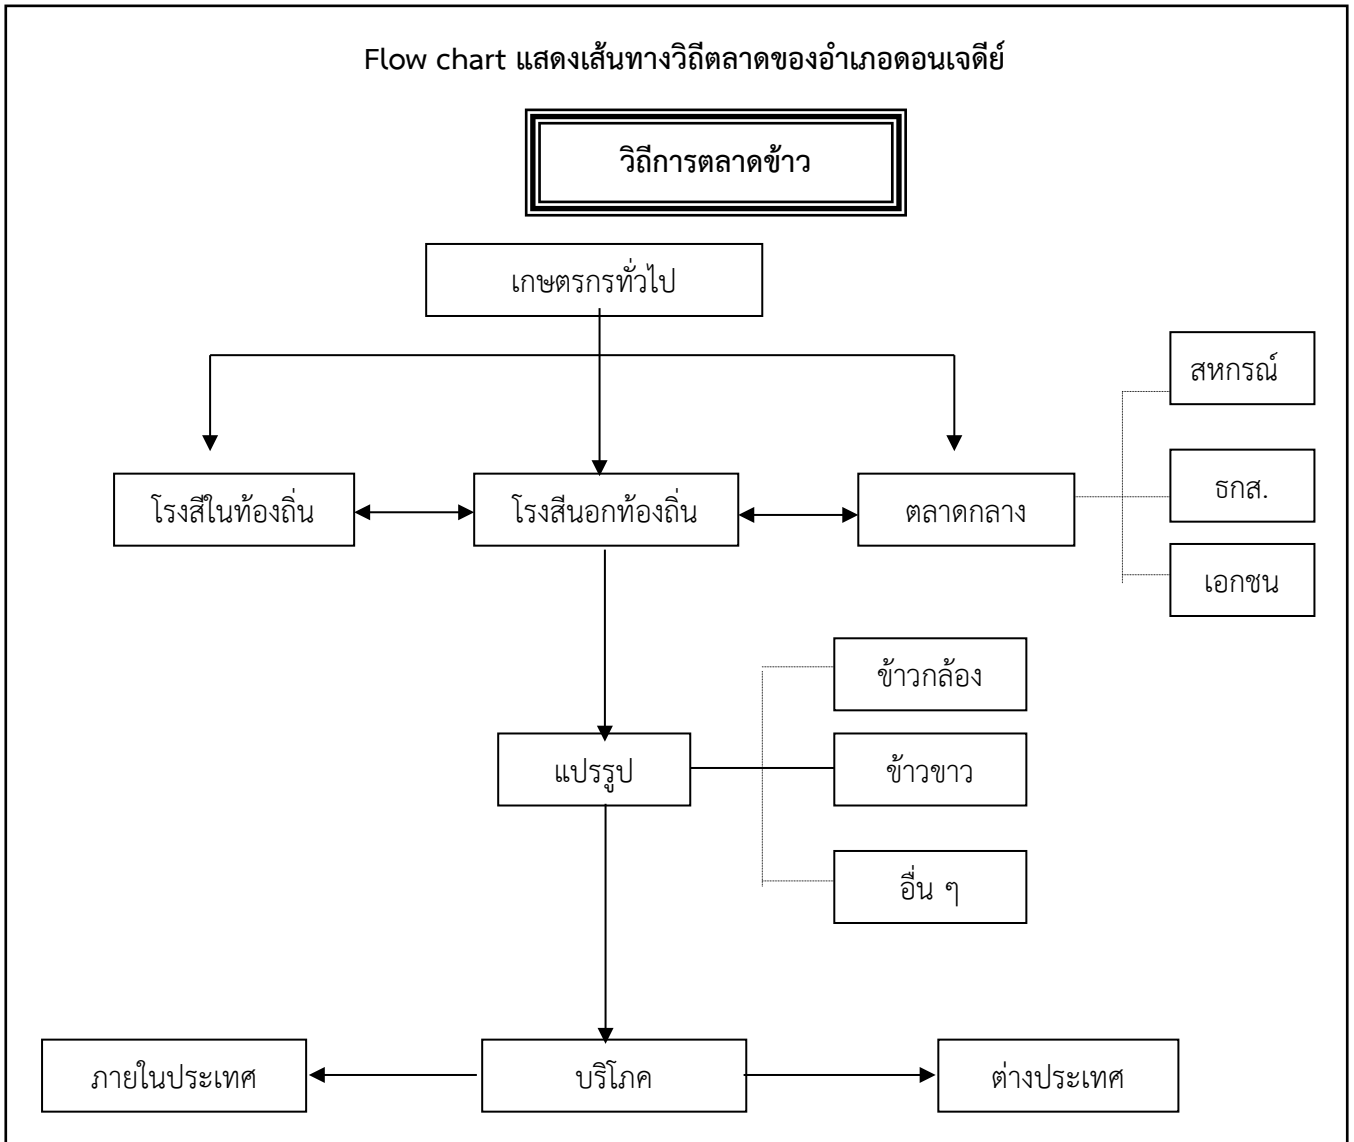 Flow chart แสดงเส้นทางวิถีตลาดของอำเภอดอนเจดีย์
วิถีการตลาดข้าว
เกษตรกรทั่วไป
สหกรณ์
โรงสีในท้องถิ่น
โรงสีนอกท้องถิ่น
ตลาดกลาง
ธกส.
เอกชน
ข้าวกล้อง
แปรรูป
ข้าวขาว
อื่น ๆ
ภายในประเทศ
บริโภค
ต่างประเทศ